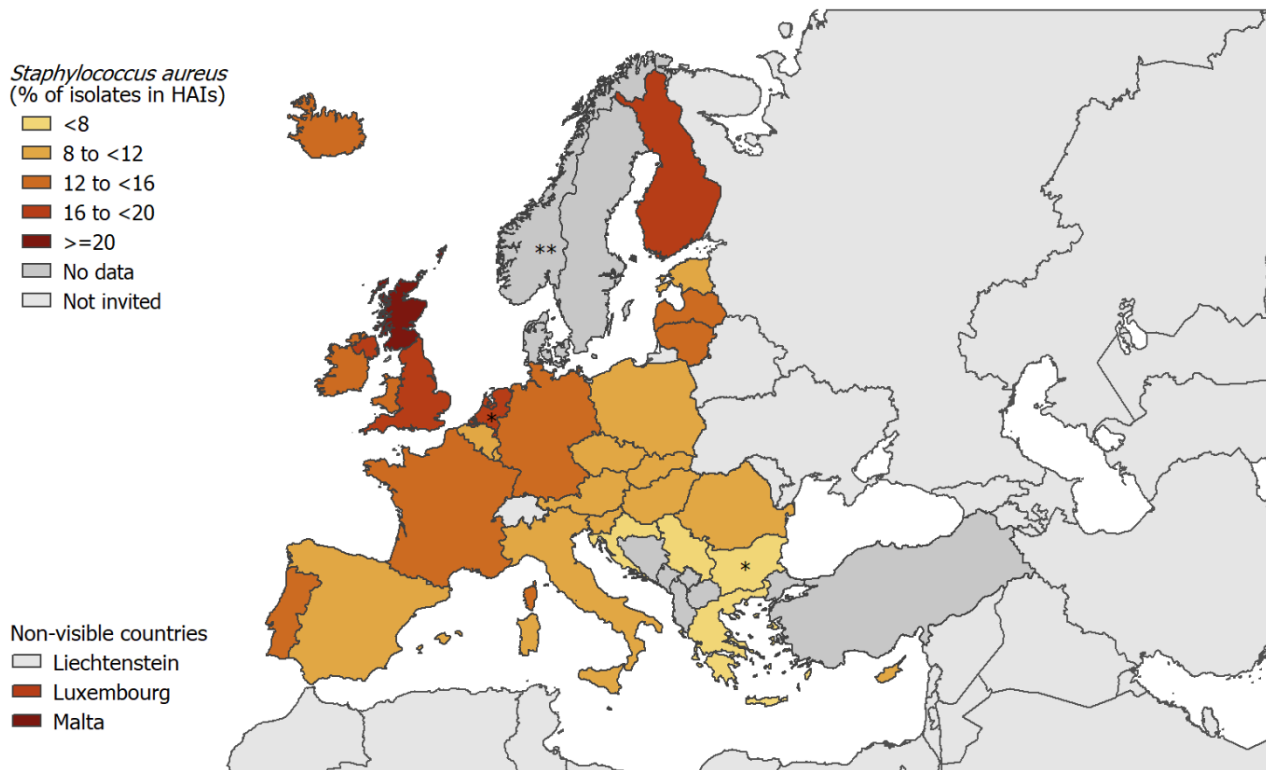 Staphylococcus aureus
(% of isolates in HAIs)
<8
8 to <12
12 to <16
16 to <20
>=20
No data
Not invited
**
*
*
Non-visible countries
Liechtenstein
Luxembourg
Malta